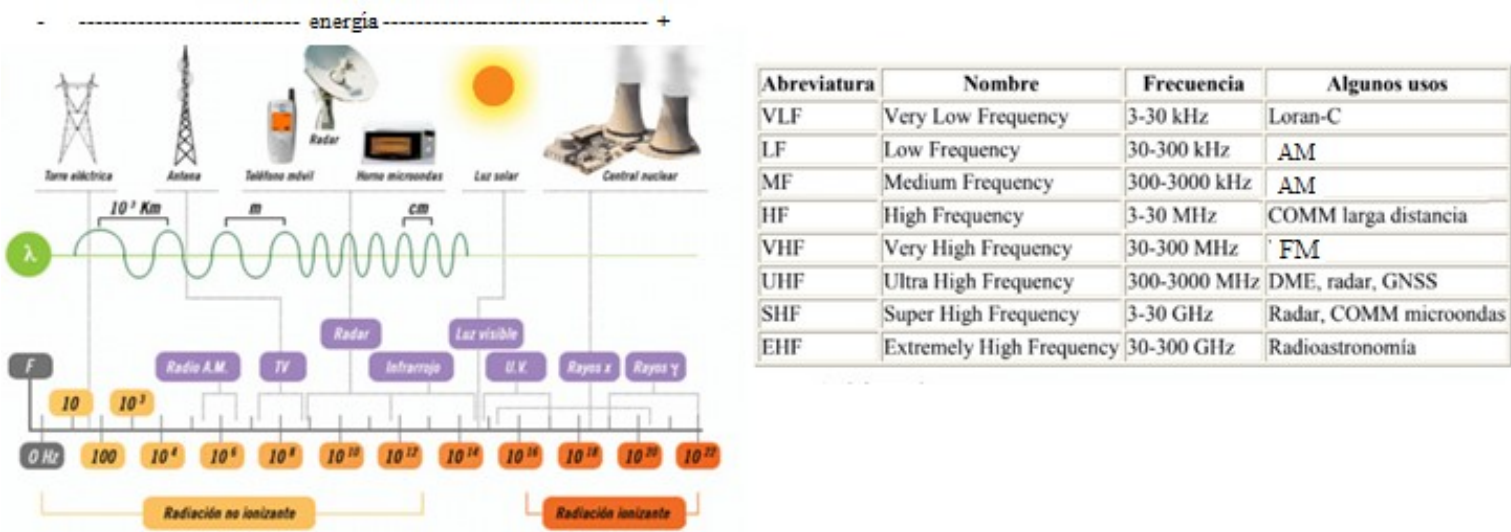 - energía +
Radar
Torre eléctrica Antena Teléfono móvil Horno microondas Luz solar Central nuclear
10³ Km m cm
λ
Radar Luz visible
F Radio A.M. TV Infrarrojo U.V. Rayos x Rayos γ
10 10³
0 Hz 100 10⁴ 10⁶ 10⁸ 10¹⁰ 10¹² 10¹⁴ 10¹⁶ 10¹⁸ 10²⁰ 10²²
Radiación no ionizante Radiación ionizante
Abreviatura Nombre Frecuencia Algunos usos
VLF Very Low Frequency 3-30 kHz Loran-C
LF Low Frequency 30-300 kHz AM
MF Medium Frequency 300-3000 kHz AM
HF High Frequency 3-30 MHz COMM larga distancia
VHF Very High Frequency 30-300 MHz FM
UHF Ultra High Frequency 300-3000 MHz DME, radar, GNSS
SHF Super High Frequency 3-30 GHz Radar, COMM microondas
EHF Extremely High Frequency 30-300 GHz Radioastronomía